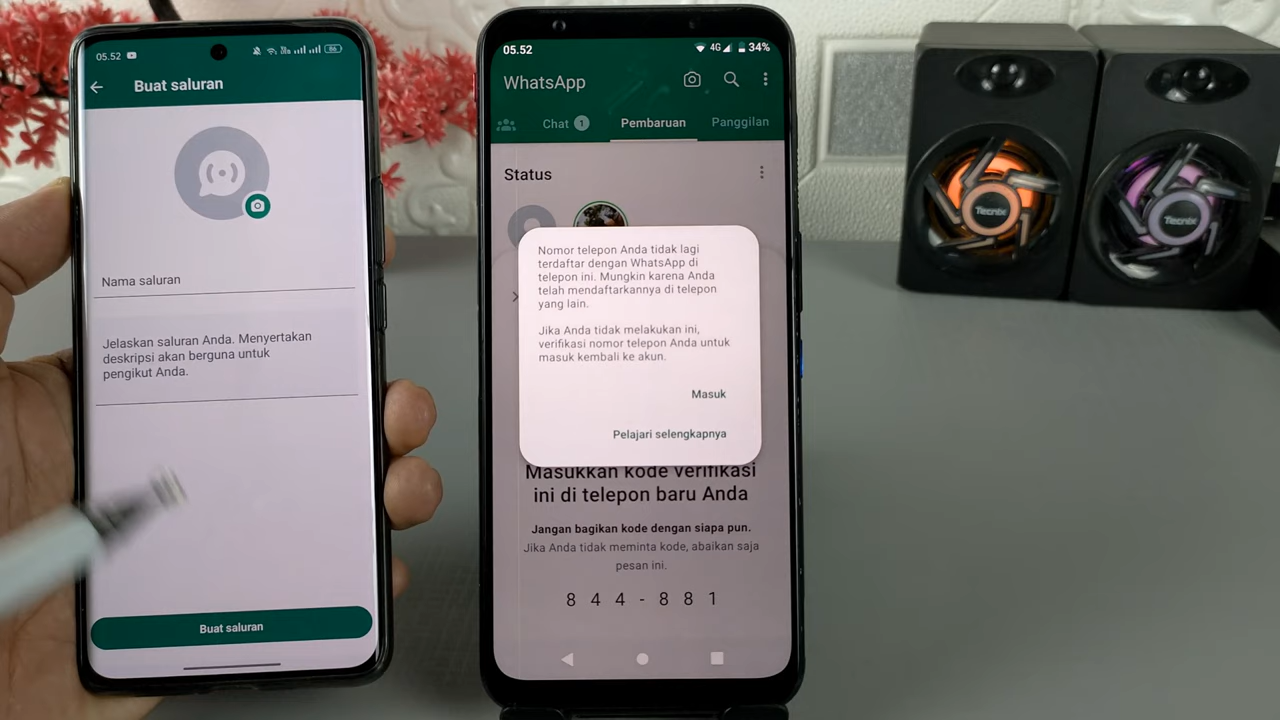 05.52
86
Buat saluran
Nama saluran
Jelaskan saluran Anda. Menyertakan
deskripsi akan berguna untuk
pengikut Anda.
Buat saluran
05.52
4G
34%
WhatsApp
Chat 1
Pembaruan
Panggilan
Status
Nomor telepon Anda tidak lagi
terdaftar dengan WhatsApp di
telepon ini. Mungkin karena Anda
telah mendaftarkannya di telepon
yang lain.
Jika Anda tidak melakukan ini,
verifikasi nomor telepon Anda untuk
masuk kembali ke akun.
Masuk
Pelajari selengkapnya
Masukkan kode verifikasi
ini di telepon baru Anda
Jangan bagikan kode dengan siapa pun.
Jika Anda tidak meminta kode, abaikan saja
pesan ini.
844-881
Tecnix
Tecnix